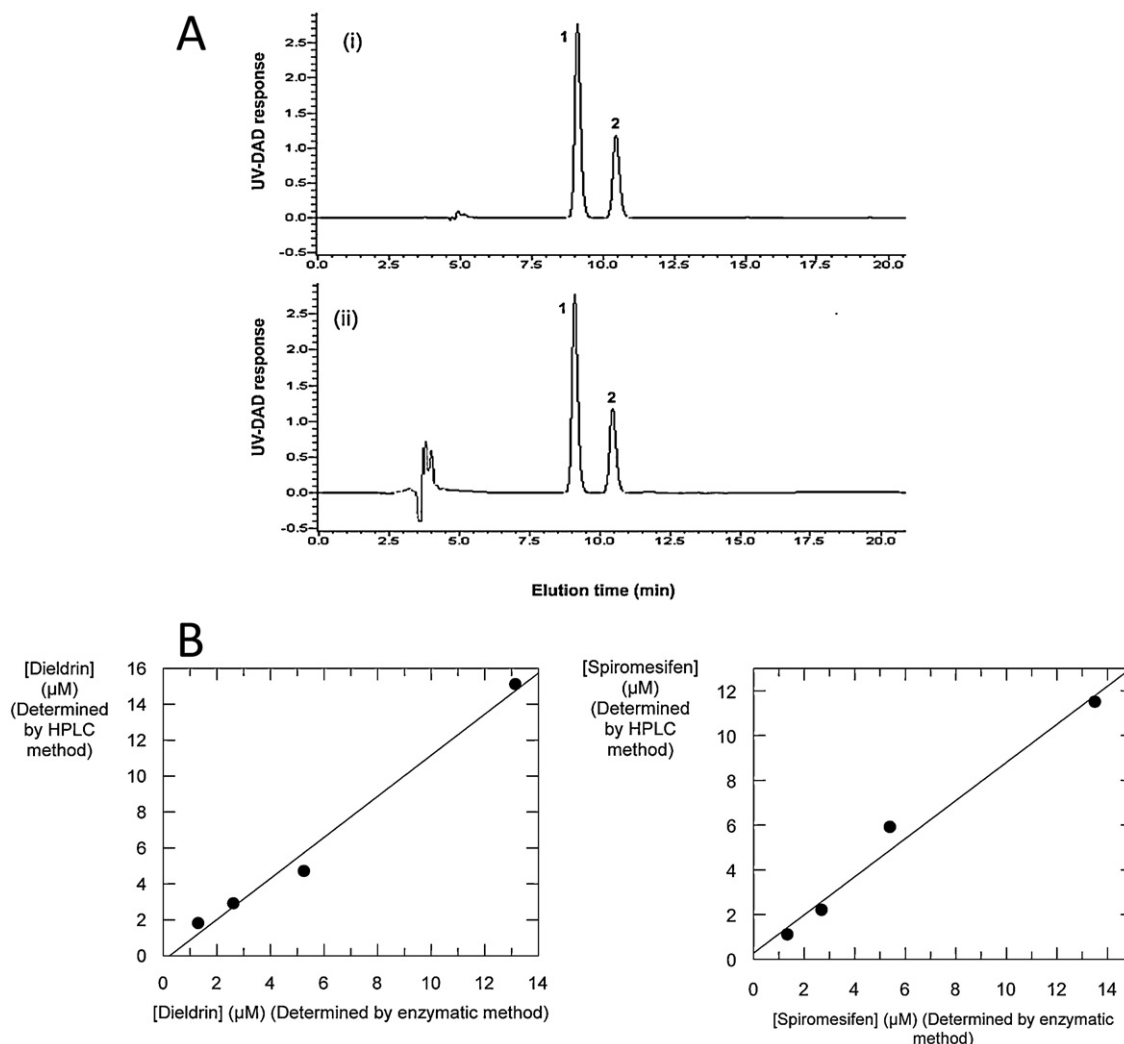 A
(i)
1
2
UV-DAD response
2.5
2.0
1.5
1.0
0.5
0.0
-0.5
0.0 2.5 5.0 7.5 10.0 12.5 15.0 17.5 20.0
(ii)
1
2
UV-DAD response
2.5
2.0
1.5
1.0
0.5
0.0
-0.5
0.0 2.5 5.0 7.5 10.0 12.5 15.0 17.5 20.0
Elution time (min)
B
[Dieldrin]
(µM)
(Determined
by HPLC
method)
16
14
12
10
8
6
4
2
0
0 2 4 6 8 10 12 14
[Dieldrin] (µM) (Determined by enzymatic method)
[Spiromesifen]
(µM)
(Determined
by HPLC
method)
12
10
8
6
4
2
0
0 2 4 6 8 10 12 14
[Spiromesifen] (µM) (Determined by enzymatic
method)